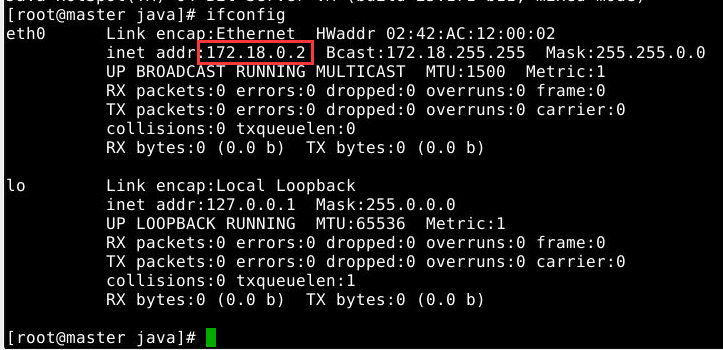 [root@master java]# ifconfig
eth0      Link encap:Ethernet  HWaddr 02:42:AC:12:00:02
          inet addr:172.18.0.2  Bcast:172.18.255.255  Mask:255.255.0.0
          UP BROADCAST RUNNING MULTICAST  MTU:1500  Metric:1
          RX packets:0 errors:0 dropped:0 overruns:0 frame:0
          TX packets:0 errors:0 dropped:0 overruns:0 carrier:0
          collisions:0 txqueuelen:0
          RX bytes:0 (0.0 b)  TX bytes:0 (0.0 b)
lo        Link encap:Local Loopback
          inet addr:127.0.0.1  Mask:255.0.0.0
          UP LOOPBACK RUNNING  MTU:65536  Metric:1
          RX packets:0 errors:0 dropped:0 overruns:0 frame:0
          TX packets:0 errors:0 dropped:0 overruns:0 carrier:0
          collisions:0 txqueuelen:1
          RX bytes:0 (0.0 b)  TX bytes:0 (0.0 b)
[root@master java]#